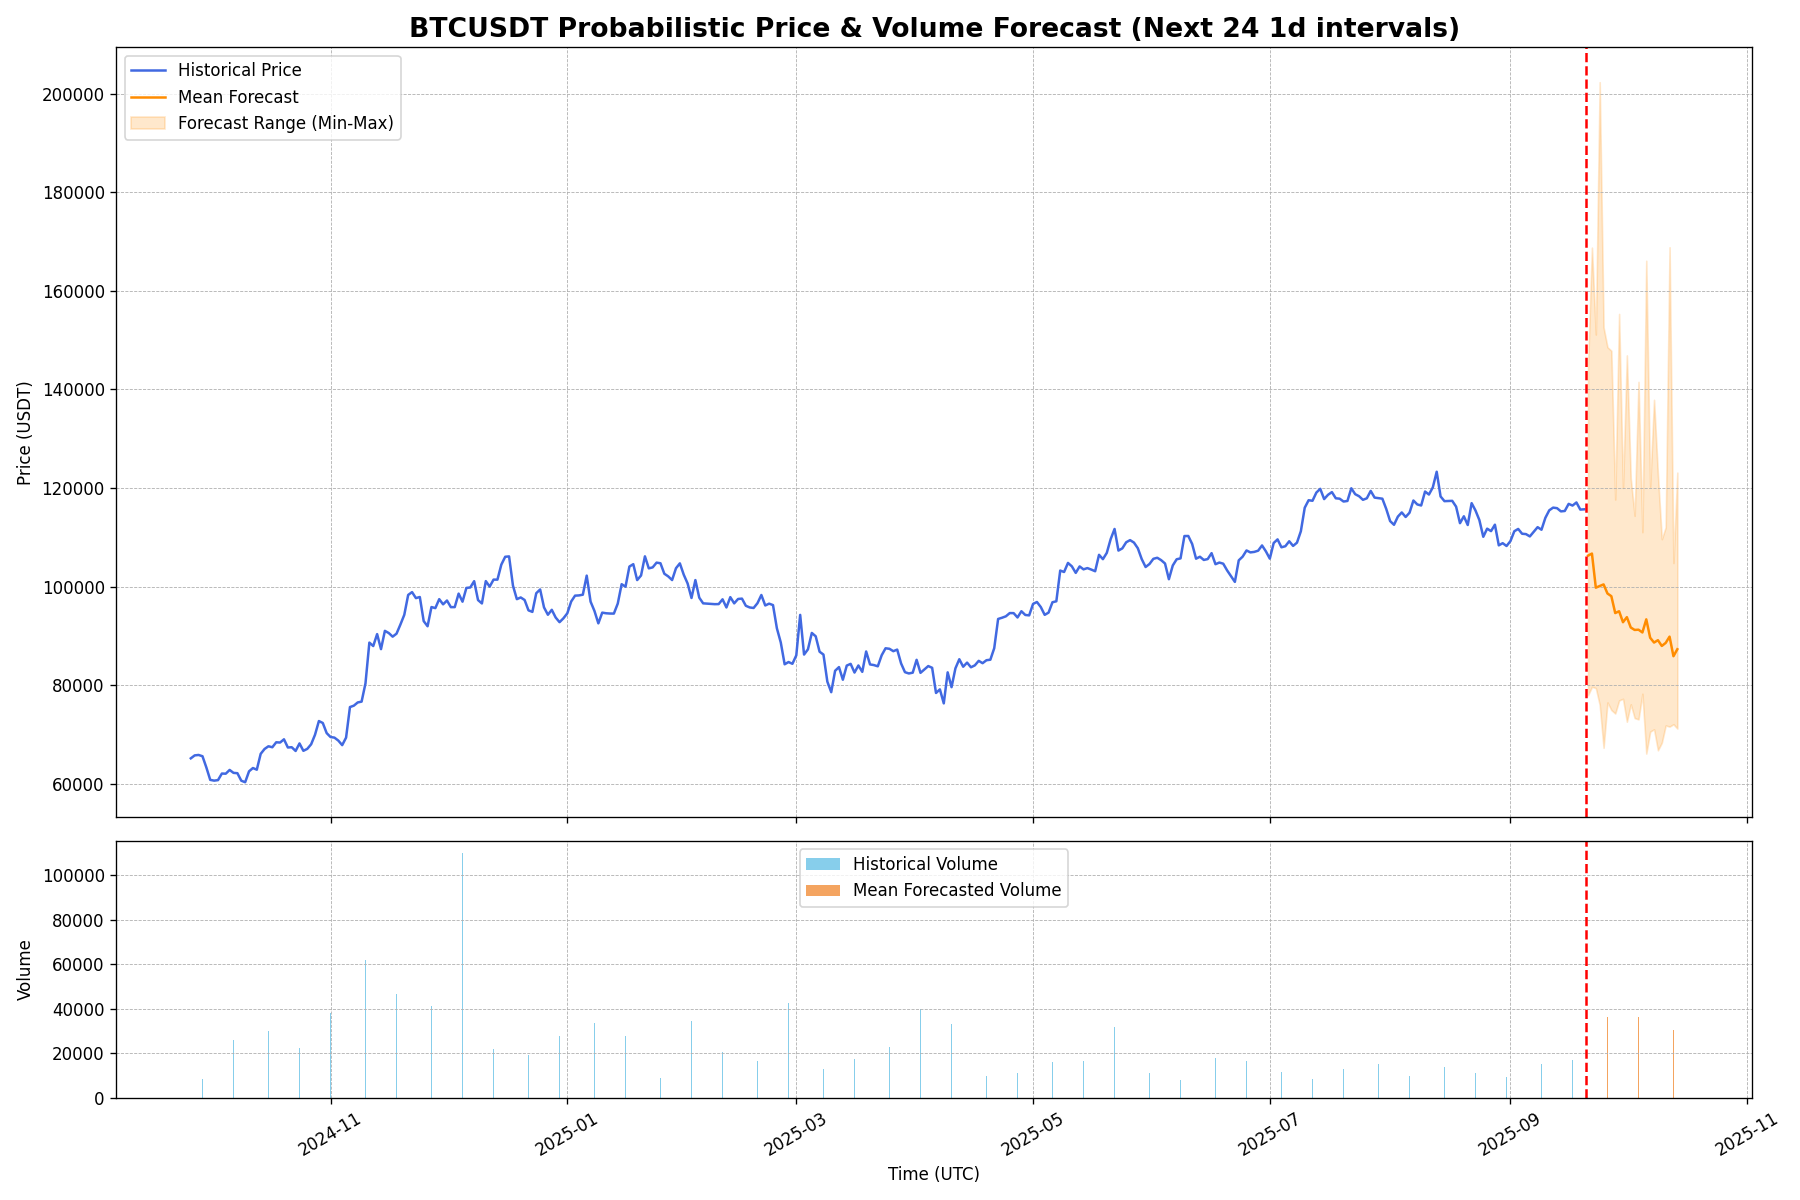 BTCUSDT Probabilistic Price & Volume Forecast (Next 24 1d intervals)
Historical Price
Mean Forecast
Forecast Range (Min-Max)
200000
180000
160000
140000
120000
100000
80000
60000
Price (USDT)
Historical Volume
Mean Forecasted Volume
100000
80000
60000
40000
20000
0
Volume
2024-11
2025-01
2025-03
2025-05
2025-07
2025-09
2025-11
Time (UTC)